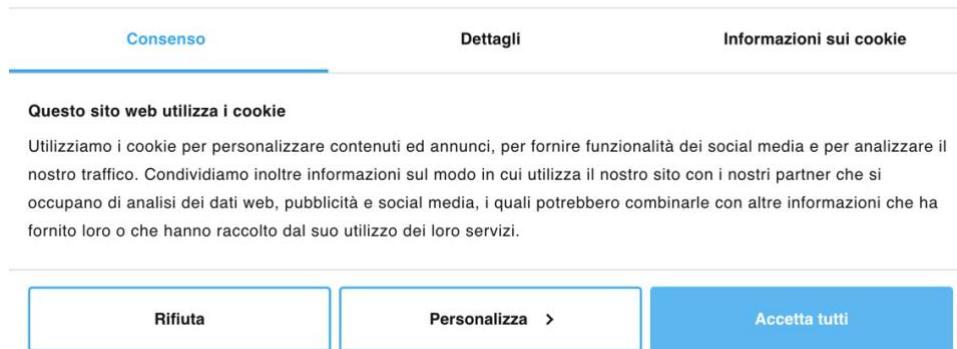 Consenso Dettagli Informazioni sui cookie
Questo sito web utilizza i cookie
Utilizziamo i cookie per personalizzare contenuti ed annunci, per fornire funzionalità dei social media e per analizzare il
nostro traffico. Condividiamo inoltre informazioni sul modo in cui utilizza il nostro sito con i nostri partner che si
occupano di analisi dei dati web, pubblicità e social media, i quali potrebbero combinarle con altre informazioni che ha
fornito loro o che hanno raccolto dal suo utilizzo dei loro servizi.
Rifiuta Personalizza > Accetta tutti